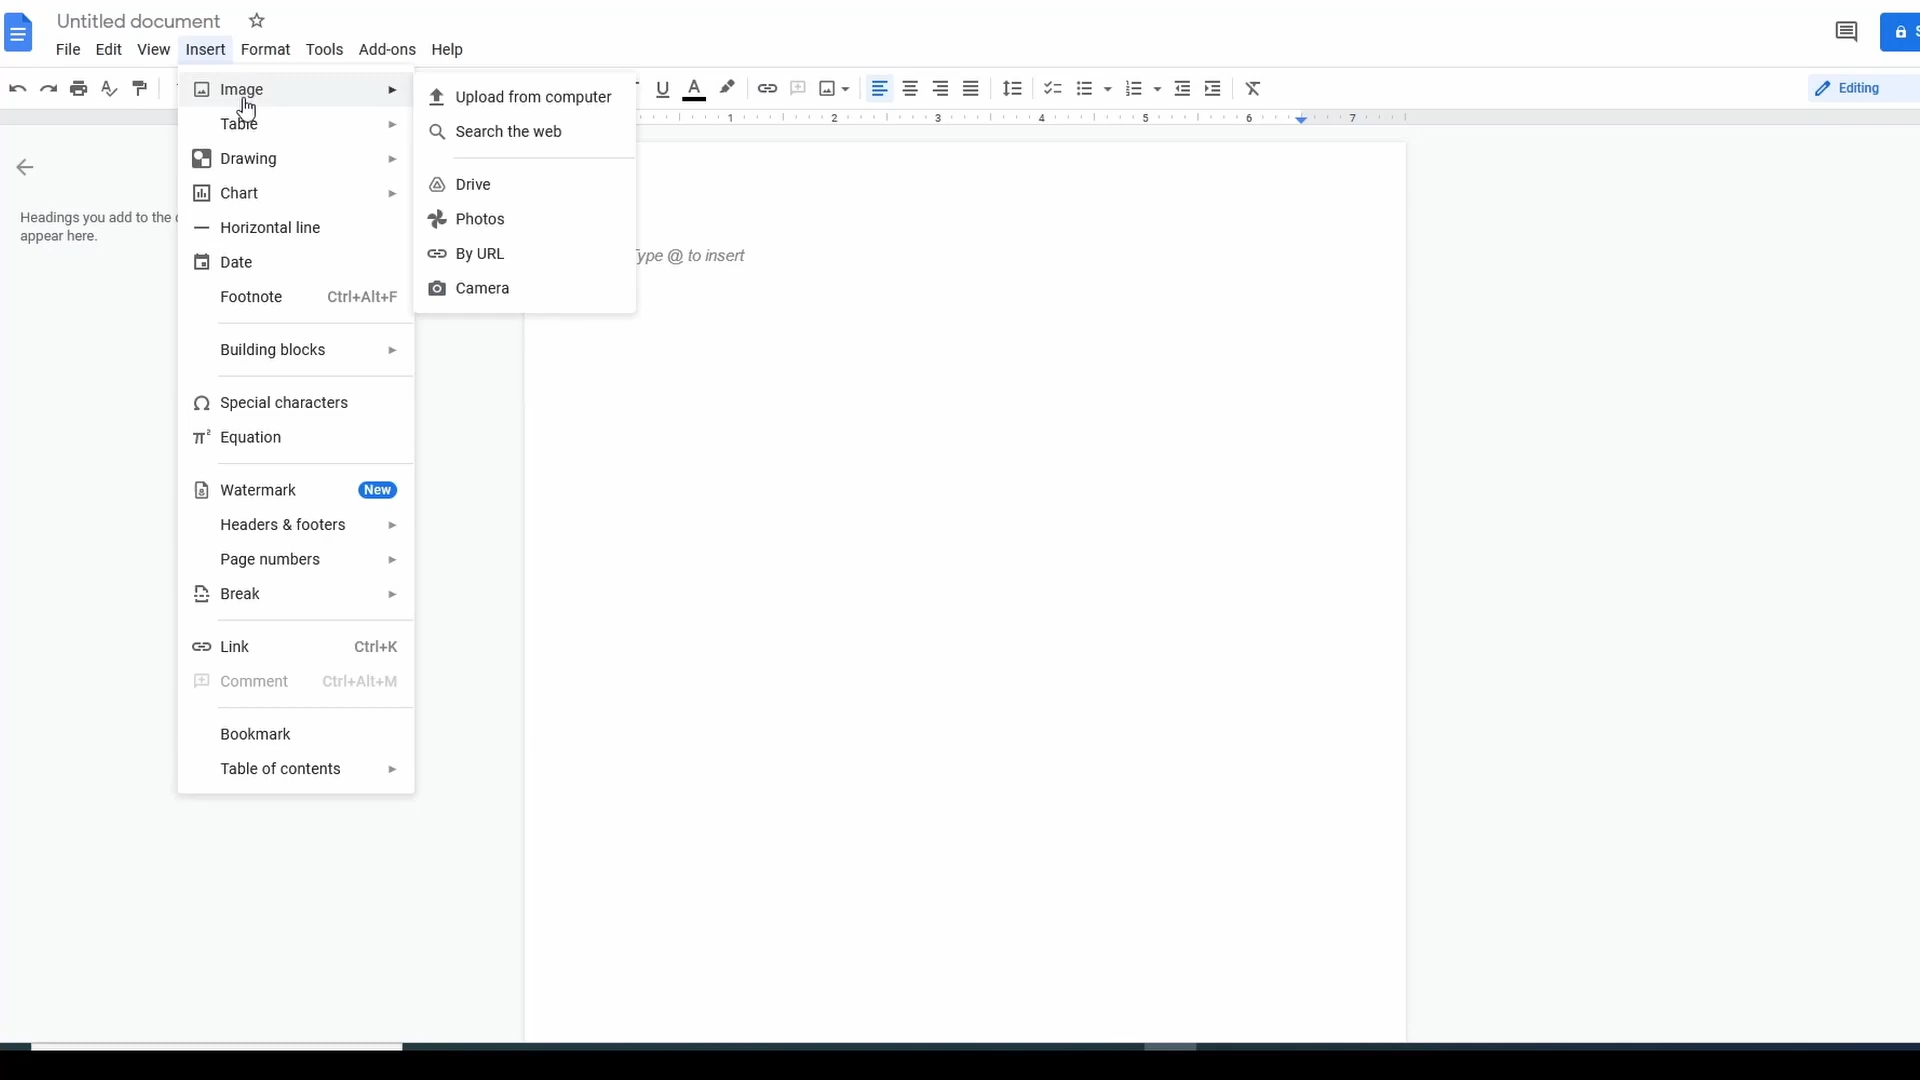 Untitled document
File Edit View Insert Format Tools Add-ons Help
Editing
1 2 3 4 5 6 7
Headings you add to the
appear here.
Image
Table
Drawing
Chart
Horizontal line
Date
Footnote Ctrl+Alt+F
Building blocks
Special characters
Equation
Watermark New
Headers & footers
Page numbers
Break
Link Ctrl+K
Comment Ctrl+Alt+M
Bookmark
Table of contents
Upload from computer
Search the web
Drive
Photos
By URL
Camera
ype @ to insert